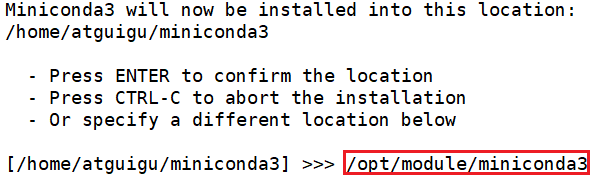 Miniconda3 will now be installed into this location:
/home/atguigu/miniconda3
- Press ENTER to confirm the location
- Press CTRL-C to abort the installation
- Or specify a different location below
[/home/atguigu/miniconda3] >>> /opt/module/miniconda3